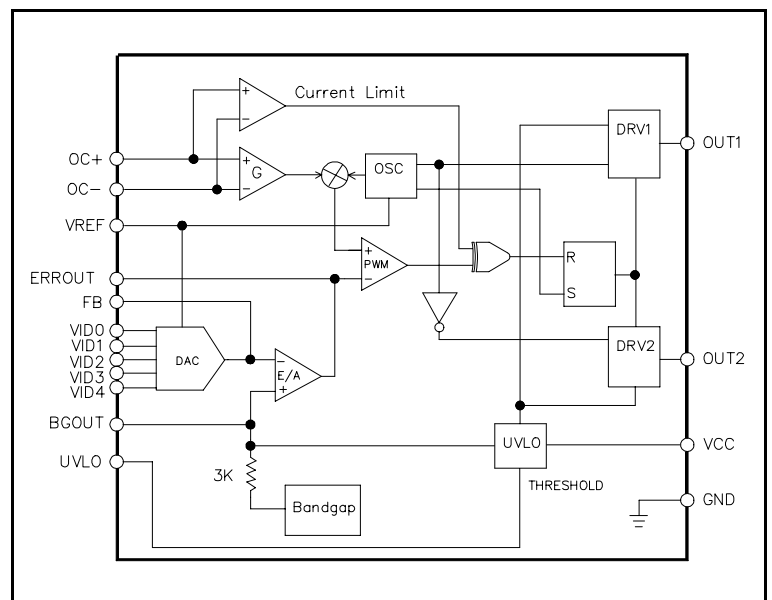 Current Limit
+
−
DRV1
OUT1
OC+
+
G
−
OSC
OC−
VREF
+
PWM
−
R
S
ERROUT
FB
VID0
VID1
VID2
VID3
VID4
DAC
−
E/A
+
DRV2
OUT2
BGOUT
UVLO
VCC
UVLO
3K
THRESHOLD
Bandgap
GND